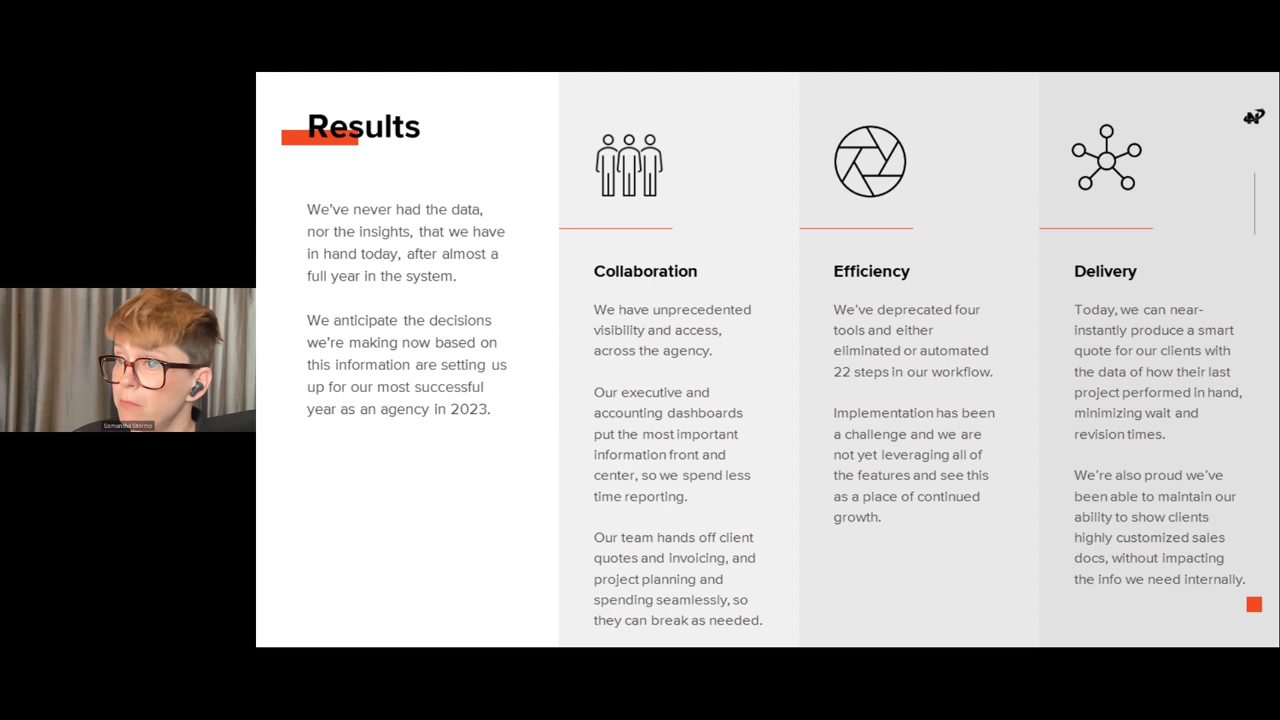 Results
We've never had the data,
nor the insights, that we have
in hand today, after almost a
full year in the system.
We anticipate the decisions
we're making now based on
this information are setting us
up for our most successful
year as an agency in 2023.
Collaboration
We have unprecedented
visibility and access,
across the agency.
Our executive and
accounting dashboards
put the most important
information front and
center, so we spend less
time reporting.
Our team hands off client
quotes and invoicing, and
project planning and
spending seamlessly, so
they can break as needed.
Efficiency
We've deprecated four
tools and either
eliminated or automated
22 steps in our workflow.
Implementation has been
a challenge and we are
not yet leveraging all of
the features and see this
as a place of continued
growth.
Delivery
Today, we can near-
instantly produce a smart
quote for our clients with
the data of how their last
project performed in hand,
minimizing wait and
revision times.
We're also proud we've
been able to maintain our
ability to show clients
highly customized sales
docs, without impacting
the info we need internally.
Samantha Stormo